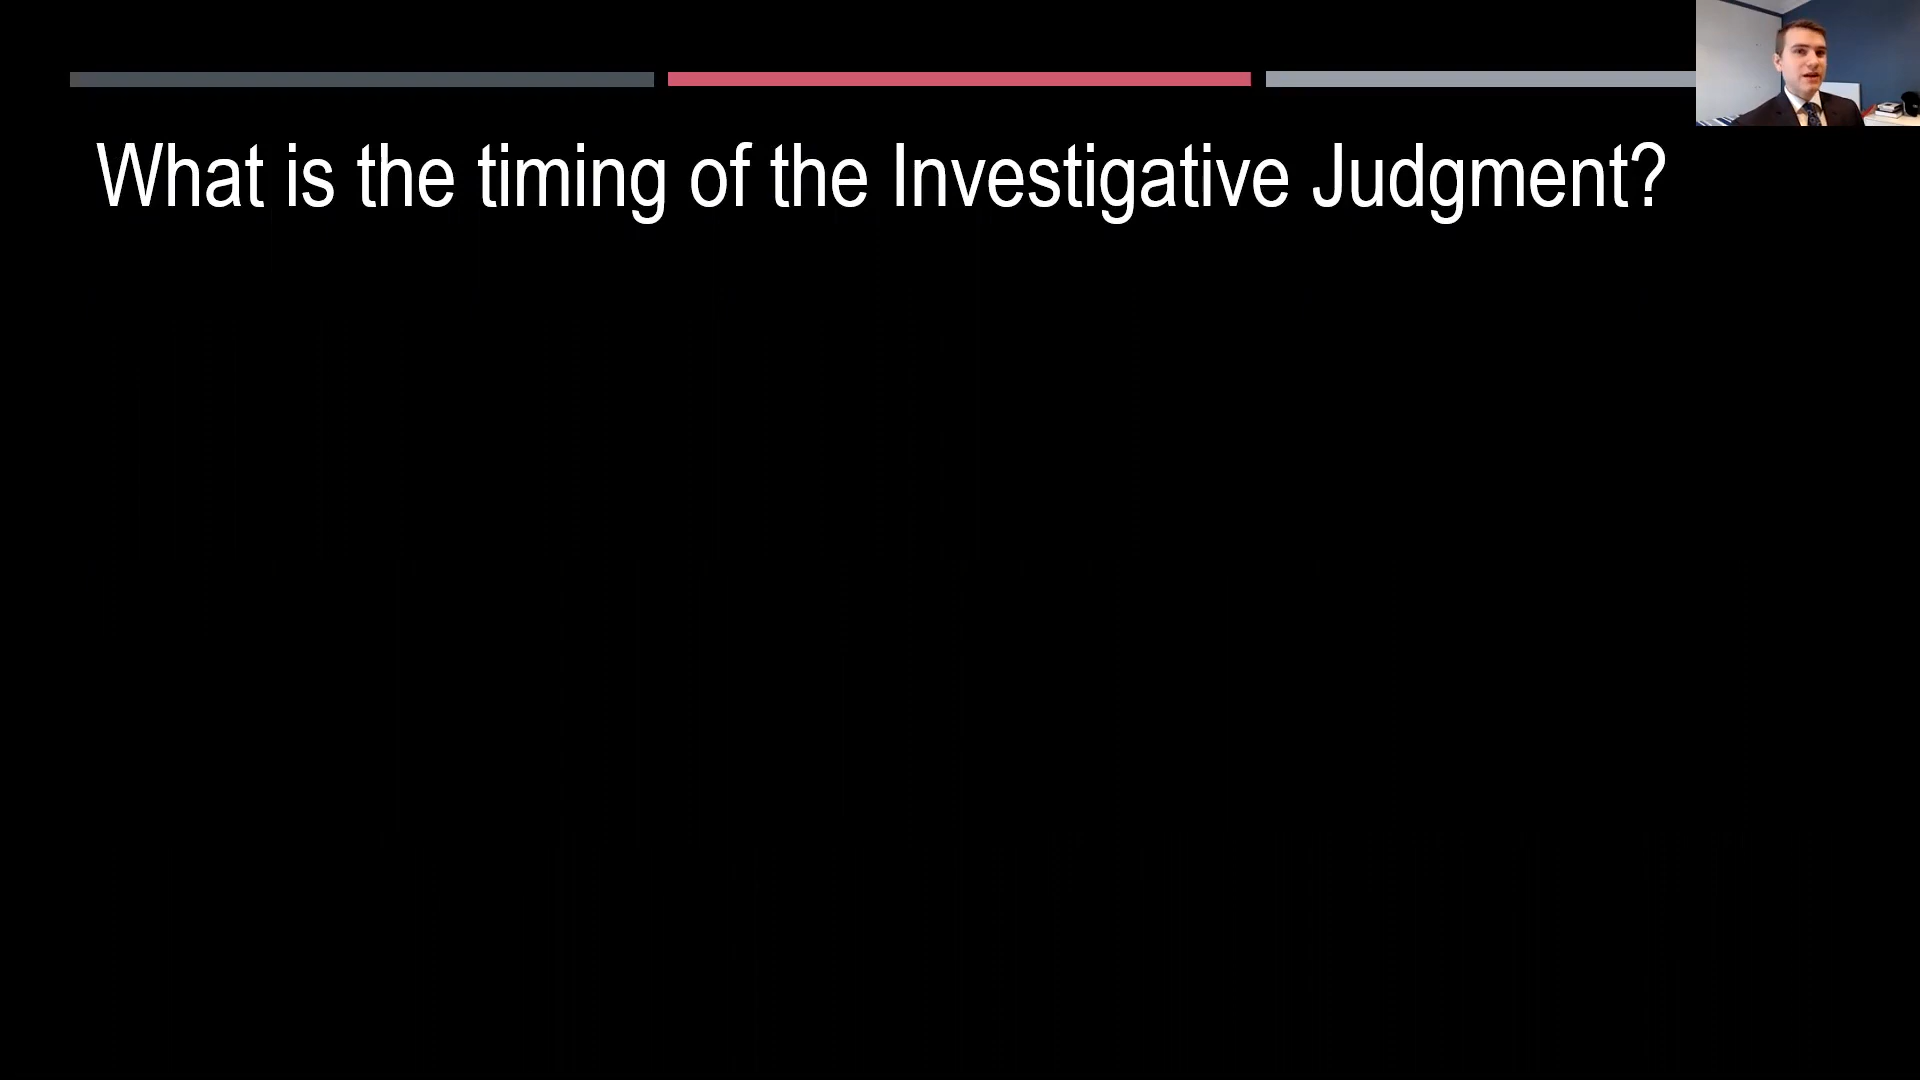 What is the timing of the Investigative Judgment?